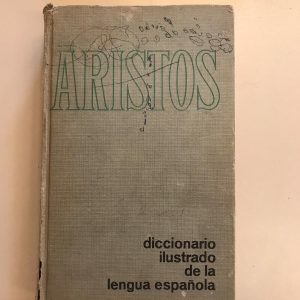 ARISTOS
diccionario
ilustrado
de la
lengua española